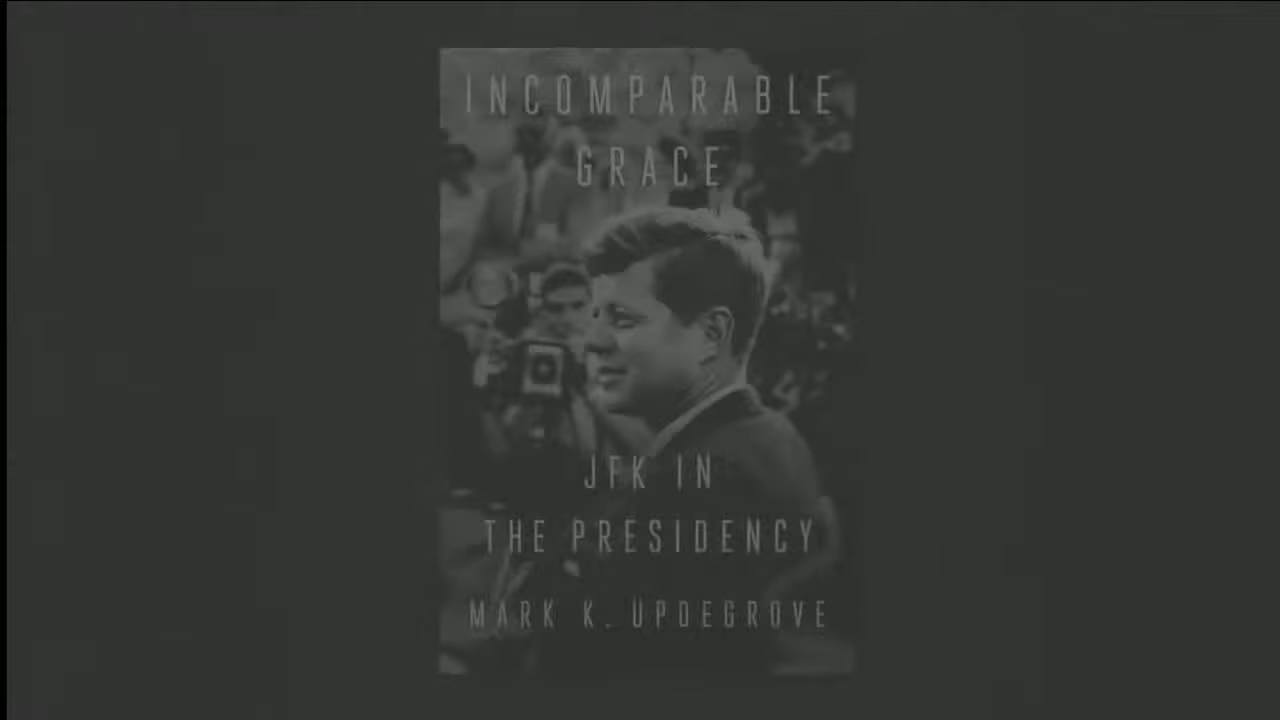 INCOMPARABLE
GRACE
JFK IN
THE PRESIDENCY
MARK K. UPDEGROVE